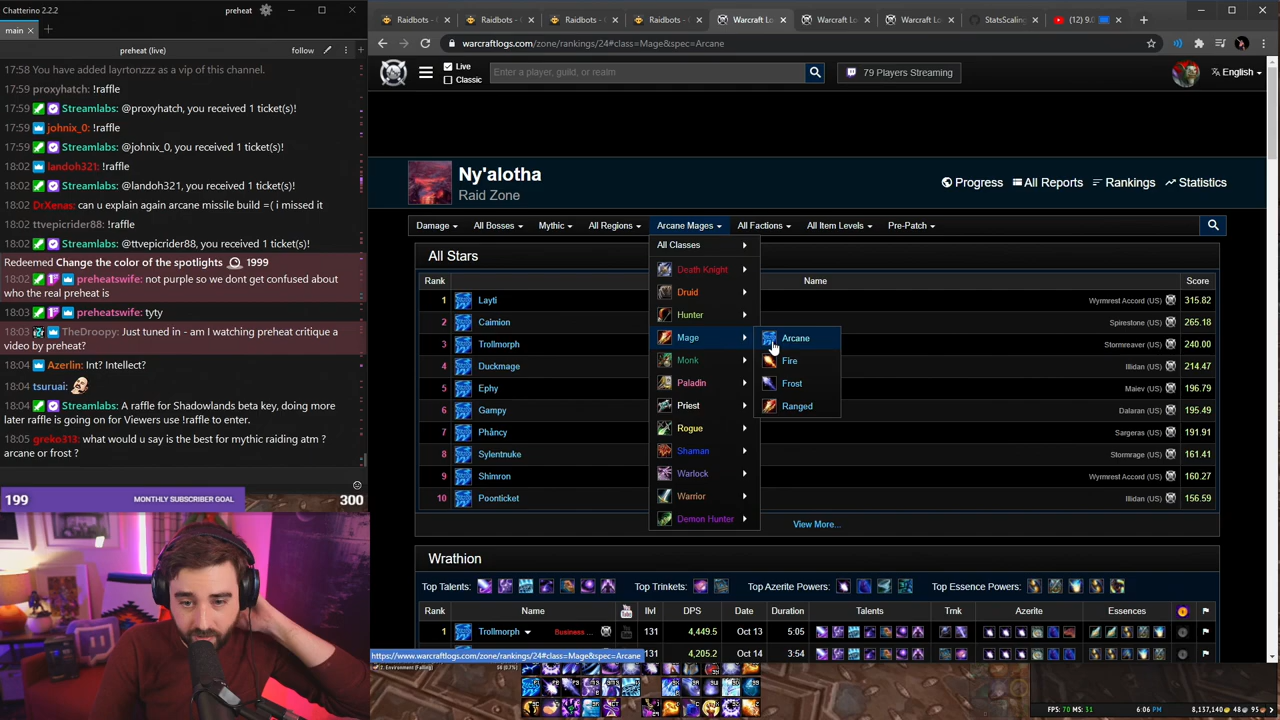 Chatterino 2.2.2
preheat
main
preheat (live)
follow
17:58 You have added layrtonzzz as a vip of this channel.
17:59 proxyhatch: !raffle
17:59 Streamlabs: @proxyhatch, you received 1 ticket(s)!
17:59 johnix_0: !raffle
17:59 Streamlabs: @johnix_0, you received 1 ticket(s)!
18:02 landoh321: !raffle
18:02 Streamlabs: @landoh321, you received 1 ticket(s)!
18:02 DrXenas: can u explain again arcane missile build =( i missed it
18:02 ttvepicrider88: !raffle
18:02 Streamlabs: @ttvepicrider88, you received 1 ticket(s)!
Redeemed Change the color of the spotlights 1999
18:02 preheatswife: not purple so we dont get confused about
who the real preheat is
18:03 preheatswife: tyty
18:03 TheDroopy: Just tuned in - am I watching preheat critique a
video by preheat?
18:04 Azerlin: Int? Intellect?
18:04 tsuruai:
18:04 Streamlabs: A raffle for Shadowlands beta key, doing more
later raffle is going on for Viewers use !raffle to enter.
18:05 greko313: what would u say is the best for mythic raiding atm ?
arcane or frost ?
199 MONTHLY SUBSCRIBER GOAL 300
Raidbots -
Raidbots -
Raidbots -
Raidbots -
Warcraft Lo
Warcraft Lo
Warcraft Lo
StatsScaling
(12) 9.0
warcraftlogs.com/zone/rankings/24#class=Mage&spec=Arcane
Live
Classic
Enter a player, guild, or realm
79 Players Streaming
English
Ny'alotha
Raid Zone
Progress All Reports Rankings Statistics
Damage All Bosses Mythic All Regions Arcane Mages All Factions All Item Levels Pre-Patch
All Classes
Death Knight
Druid
Hunter
Mage
Monk
Paladin
Priest
Rogue
Shaman
Warlock
Warrior
Demon Hunter
Arcane
Fire
Frost
Ranged
All Stars
Rank Name Score
1 Layti Wyrmrest Accord (US) 315.82
2 Caimion Spirestone (US) 265.18
3 Trollmorph Stormreaver (US) 240.00
4 Duckmage Illidan (US) 214.47
5 Ephy Maiev (US) 196.79
6 Gampy Dalaran (US) 195.49
7 Phâncy Sargeras (US) 191.91
8 Sylentnuke Stormrage (US) 161.41
9 Shimron Wyrmrest Accord (US) 160.27
10 Poonticket Illidan (US) 156.59
View More...
Wrathion
Top Talents: Top Trinkets: Top Azerite Powers: Top Essence Powers:
Rank Name Ilvl DPS Date Duration Talents Trnk Azerite Essences
1 Trollmorph Business ... 131 4,449.5 Oct 13 5:05
131 4,205.2 Oct 14 3:54
https://www.warcraftlogs.com/zone/rankings/24#class=Mage&spec=Arcane
FPS: 70 MS: 31 6:06 PM 8,137,140 48 95